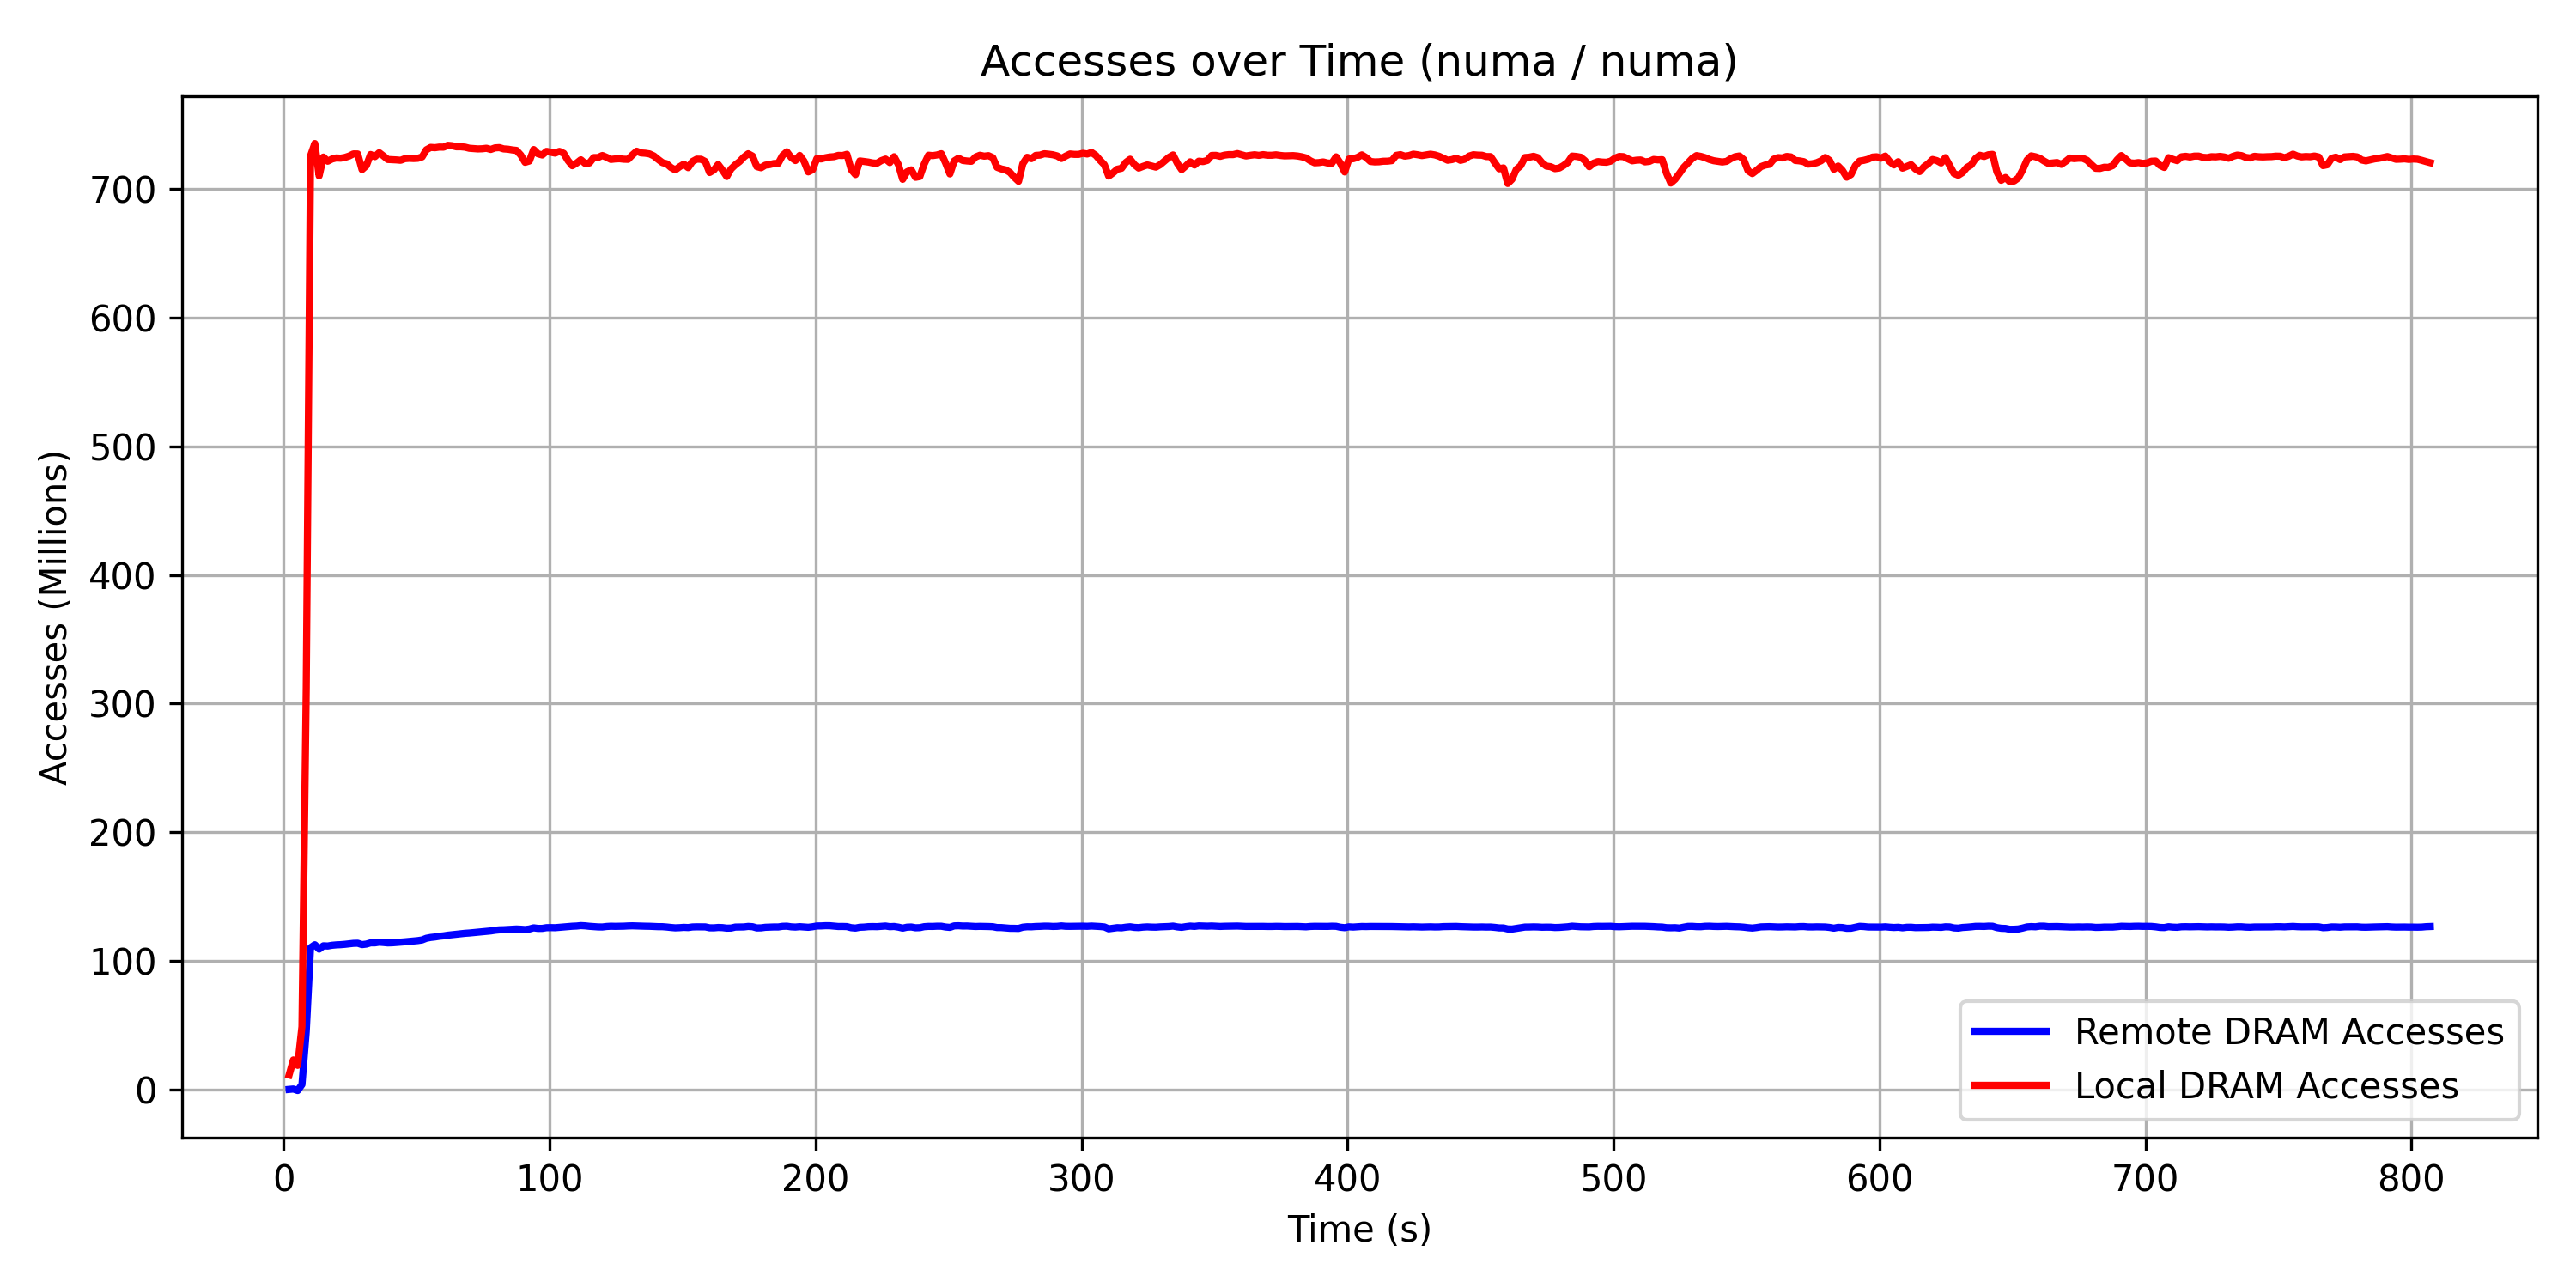 Accesses over Time (numa / numa)
Accesses (Millions)
700
600
500
400
300
200
100
0
0 100 200 300 400 500 600 700 800
Time (s)
Remote DRAM Accesses
Local DRAM Accesses